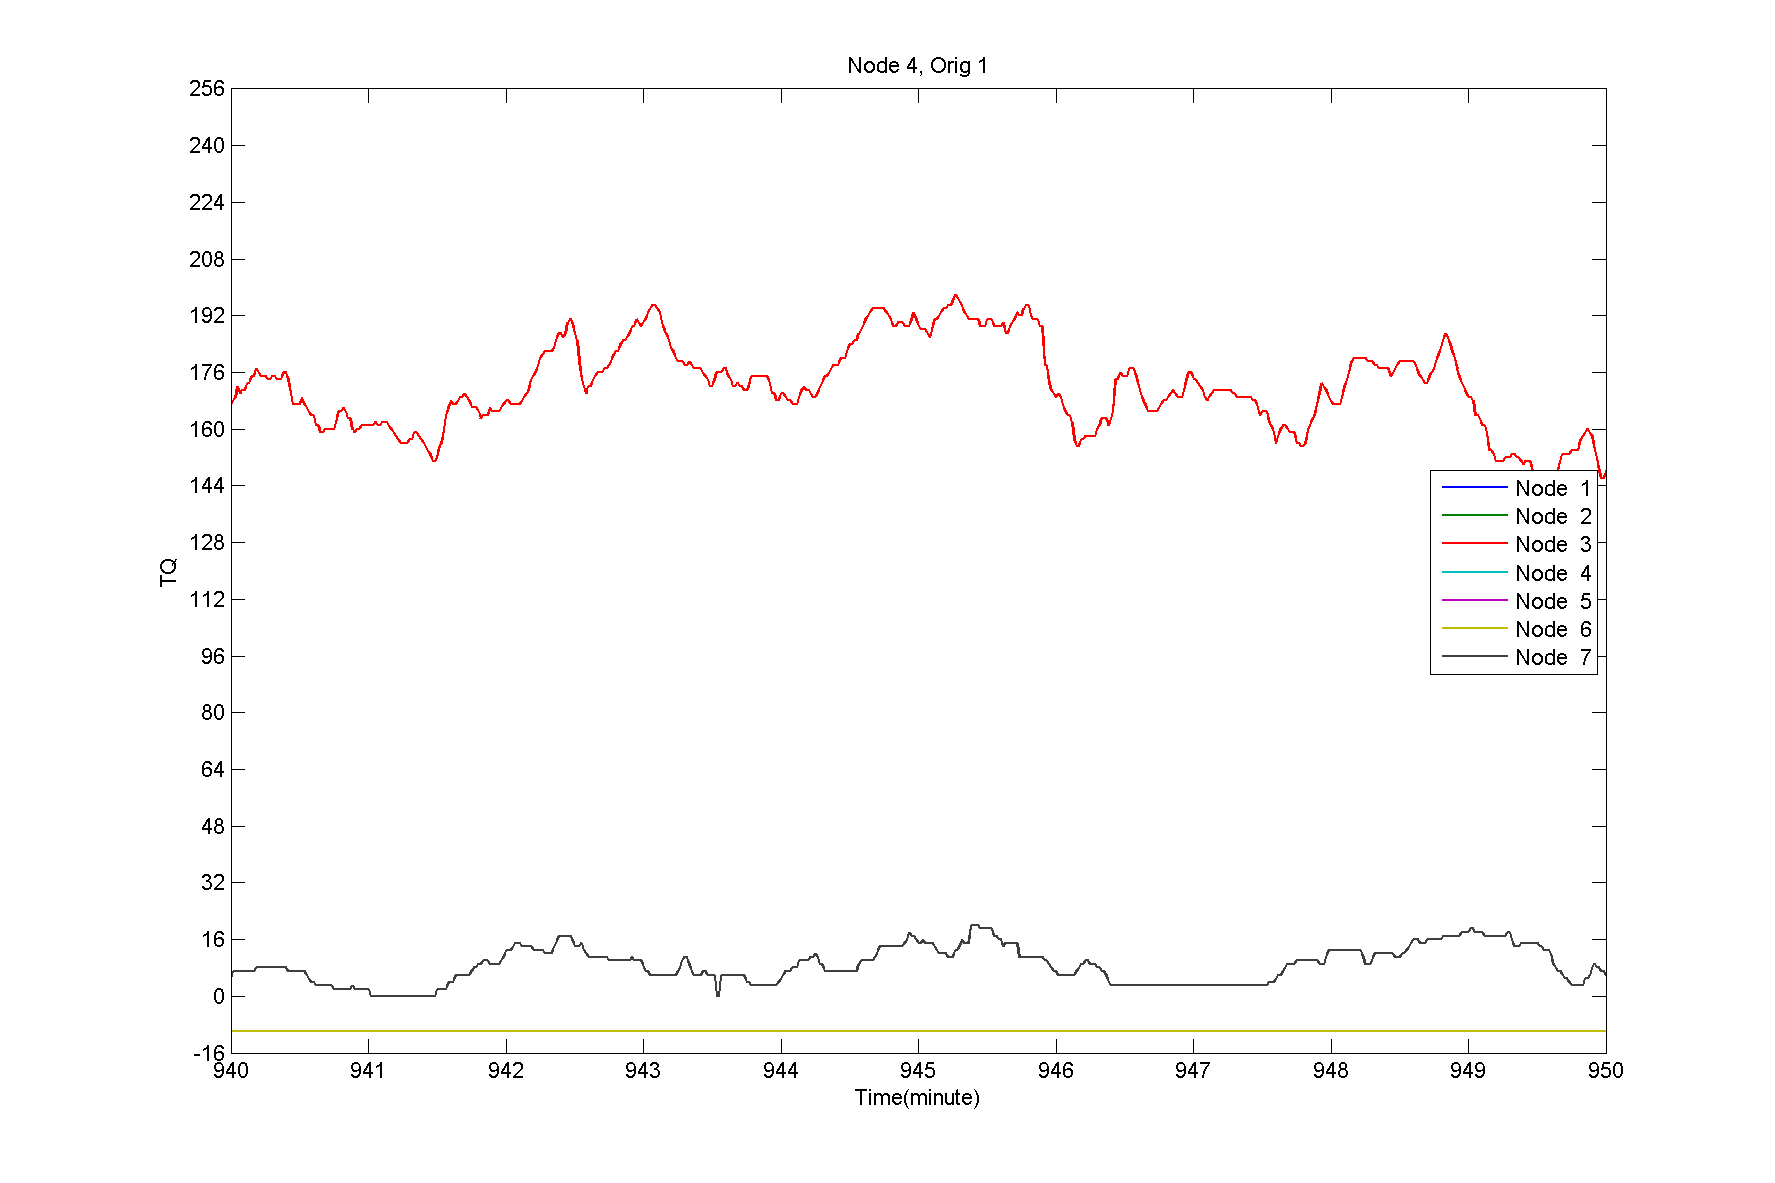 Node 4, Orig 1
256
240
224
208
192
176
160
144
128
112
96
80
64
48
32
16
0
-16
TQ
Node 1
Node 2
Node 3
Node 4
Node 5
Node 6
Node 7
940 941 942 943 944 945 946 947 948 949 950
Time(minute)